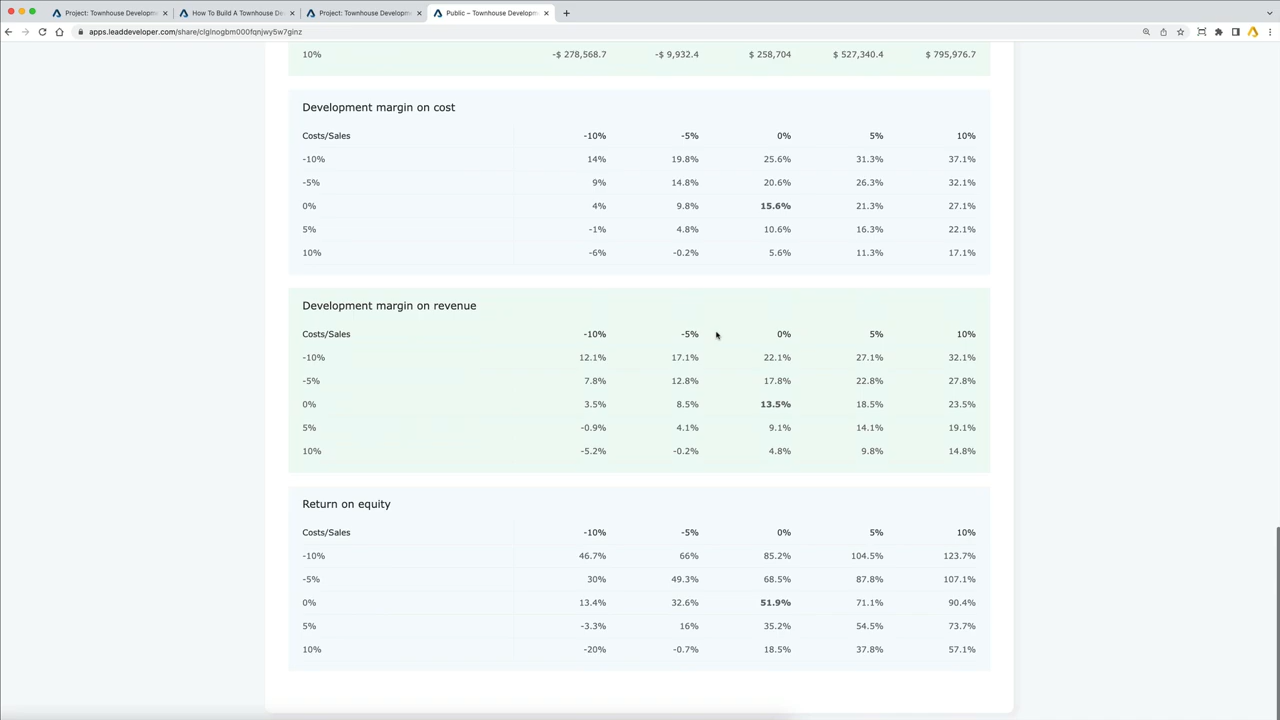 Project: Townhouse Developm
How To Build A Townhouse De
Project: Townhouse Developm
Public – Townhouse Developm
apps.leaddeveloper.com/share/clglnogbm000fqnjwy5w7ginz
10% -$ 278,568.7 -$ 9,932.4 $ 258,704 $ 527,340.4 $ 795,976.7
Development margin on cost
Costs/Sales -10% -5% 0% 5% 10%
-10% 14% 19.8% 25.6% 31.3% 37.1%
-5% 9% 14.8% 20.6% 26.3% 32.1%
0% 4% 9.8% 15.6% 21.3% 27.1%
5% -1% 4.8% 10.6% 16.3% 22.1%
10% -6% -0.2% 5.6% 11.3% 17.1%
Development margin on revenue
Costs/Sales -10% -5% 0% 5% 10%
-10% 12.1% 17.1% 22.1% 27.1% 32.1%
-5% 7.8% 12.8% 17.8% 22.8% 27.8%
0% 3.5% 8.5% 13.5% 18.5% 23.5%
5% -0.9% 4.1% 9.1% 14.1% 19.1%
10% -5.2% -0.2% 4.8% 9.8% 14.8%
Return on equity
Costs/Sales -10% -5% 0% 5% 10%
-10% 46.7% 66% 85.2% 104.5% 123.7%
-5% 30% 49.3% 68.5% 87.8% 107.1%
0% 13.4% 32.6% 51.9% 71.1% 90.4%
5% -3.3% 16% 35.2% 54.5% 73.7%
10% -20% -0.7% 18.5% 37.8% 57.1%